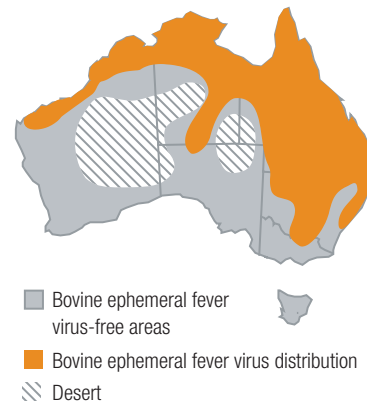 Bovine ephemeral fever
virus-free areas
Bovine ephemeral fever virus distribution
Desert